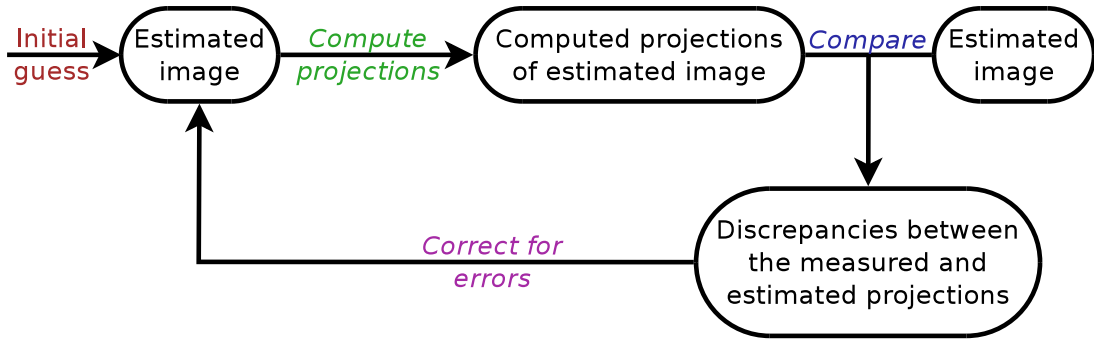 Initial
guess
Estimated
image
Compute
projections
Computed projections
of estimated image
Compare
Estimated
image
Discrepancies between
the measured and
estimated projections
Correct for
errors